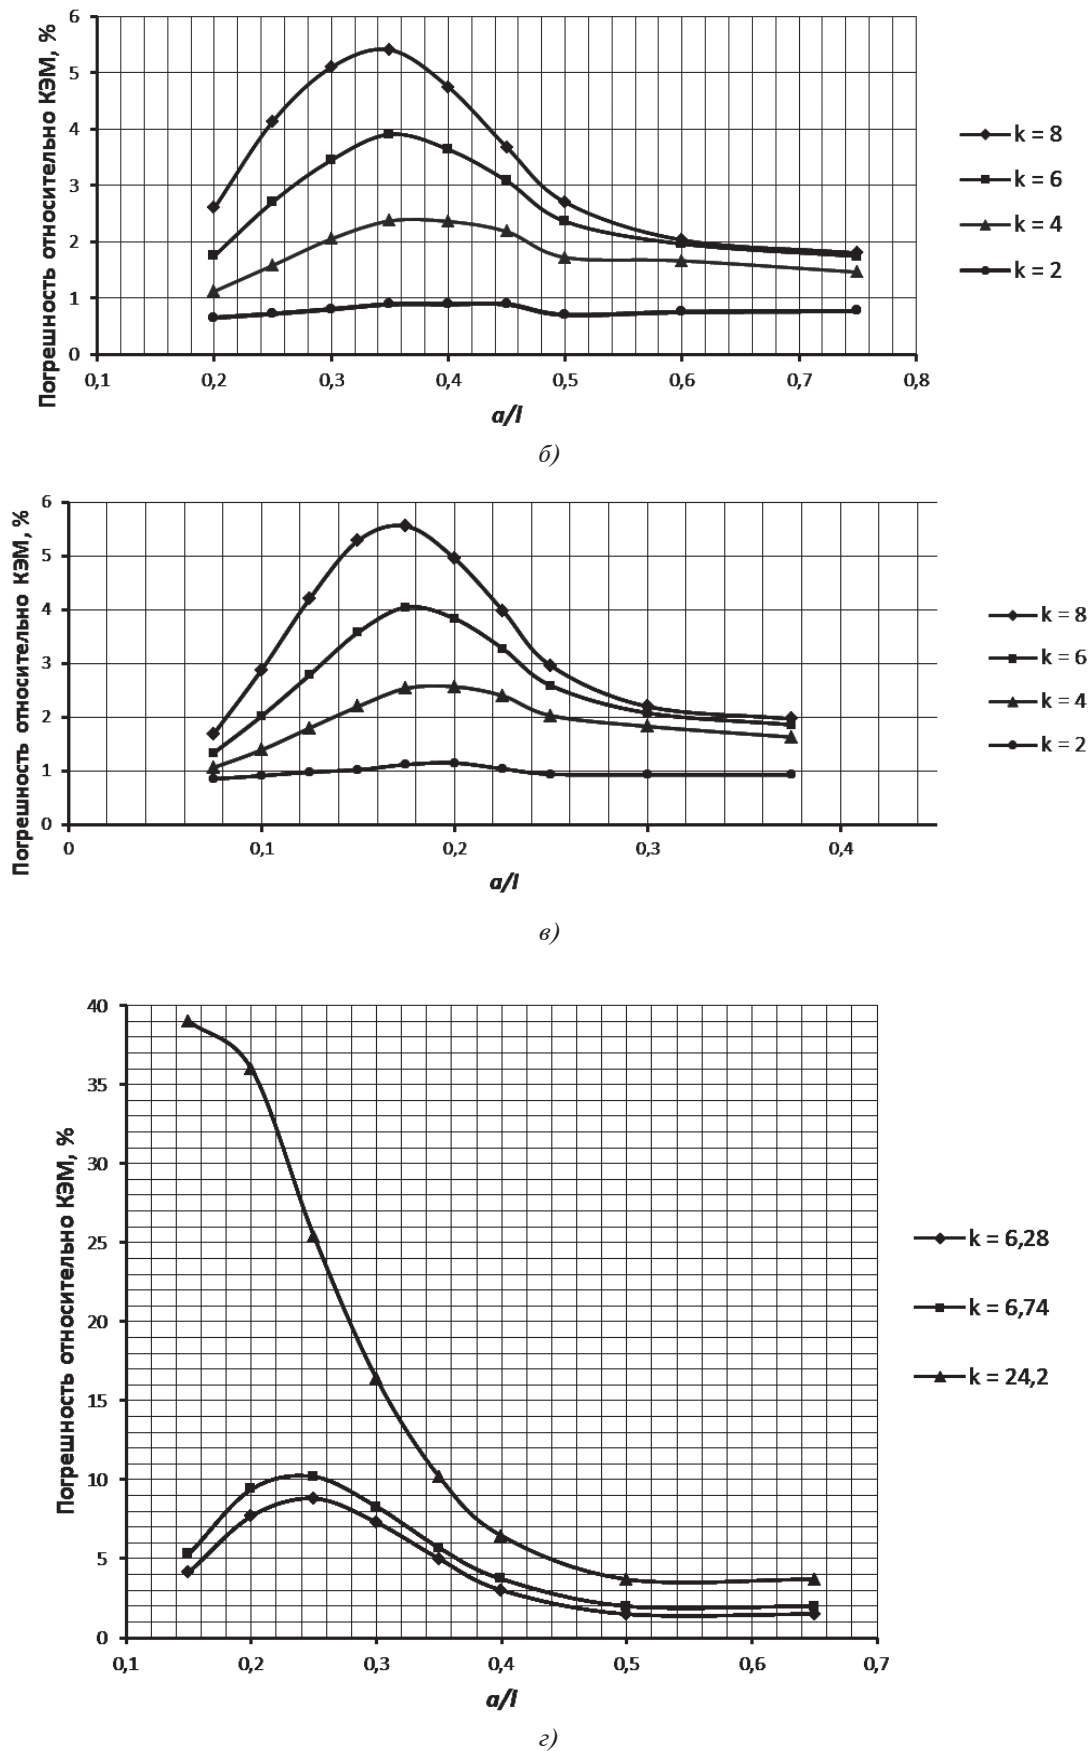 Погрешность относительно КЭМ, %
6
5
4
3
2
1
0
0,1 0,2 0,3 0,4 0,5 0,6 0,7 0,8
a/l
k = 8
k = 6
k = 4
k = 2
б)
Погрешность относительно КЭМ, %
6
5
4
3
2
1
0
0 0,1 0,2 0,3 0,4
a/l
k = 8
k = 6
k = 4
k = 2
в)
Погрешность относительно КЭМ, %
40
35
30
25
20
15
10
5
0
0,1 0,2 0,3 0,4 0,5 0,6 0,7
a/l
k = 6,28
k = 6,74
k = 24,2
г)